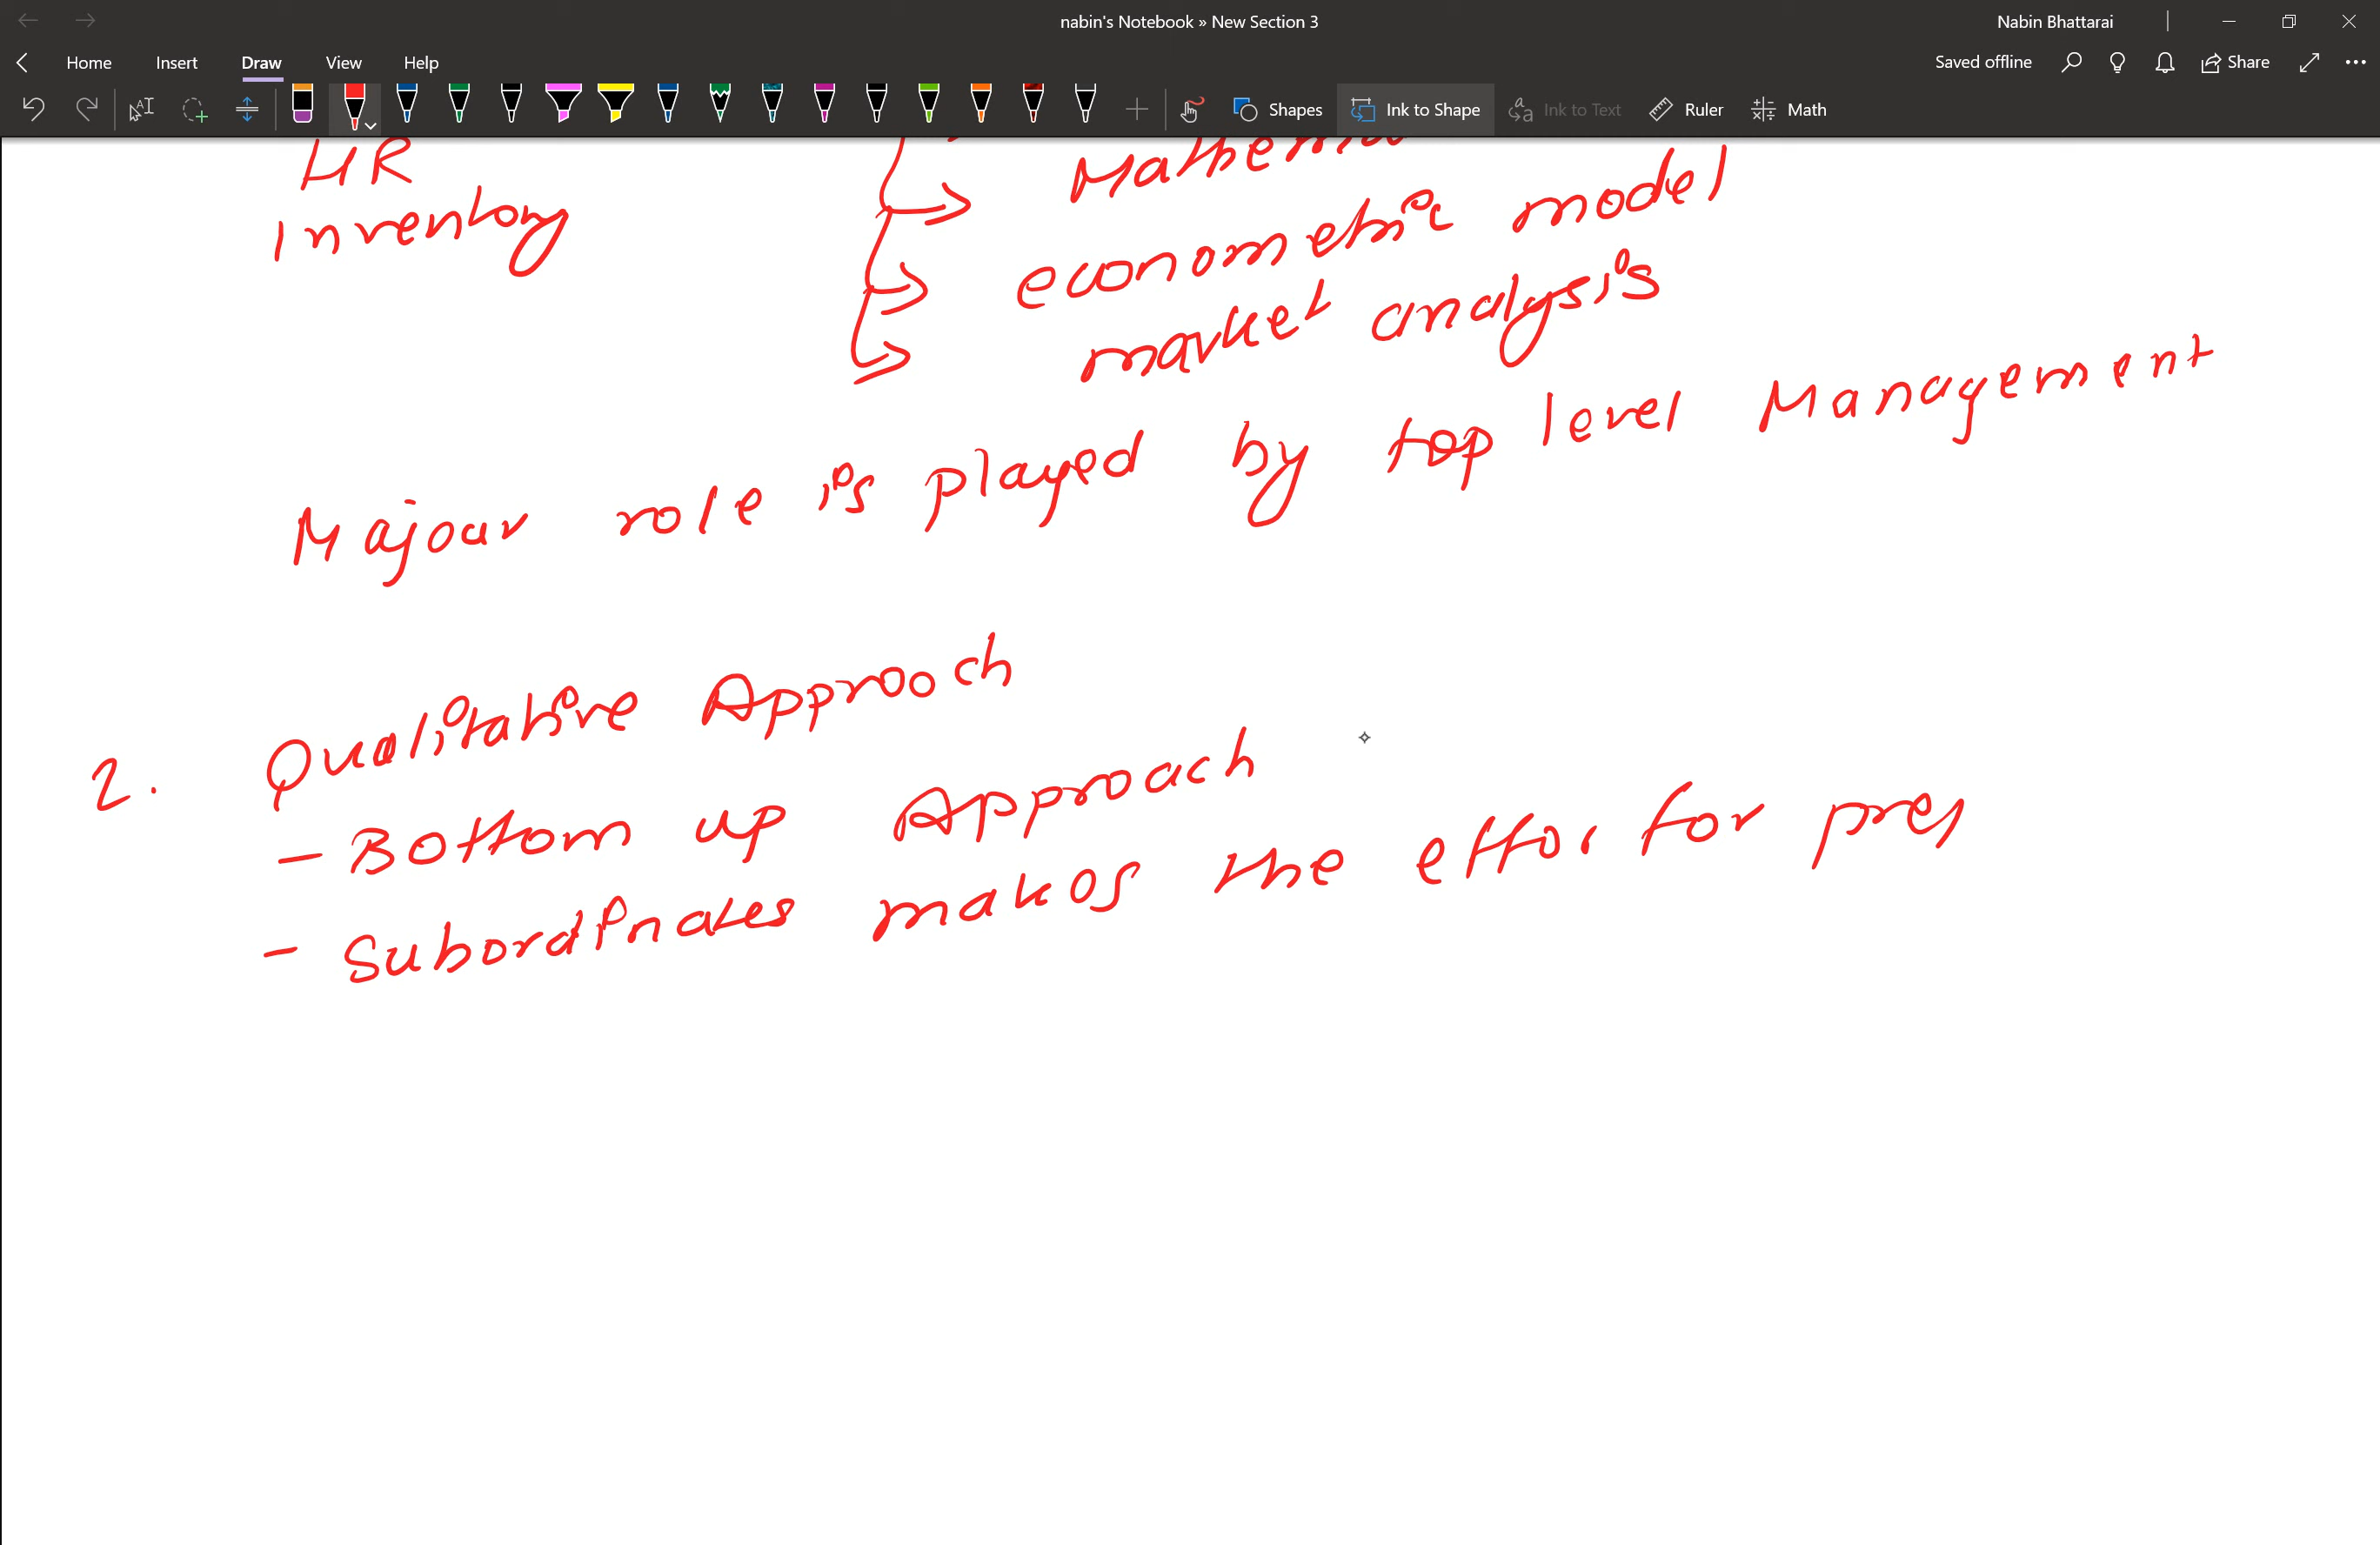 nabin's Notebook » New Section 3
Nabin Bhattarai
Home Insert Draw View Help
Saved offline
Share
Shapes Ink to Shape Ink to Text Ruler Math
HR
inventory
econometric model
market analysis
Majour role is played by top level Management
2. Qualitative Approoch
- Bottom up Approach
- Subordinates makes the effor for